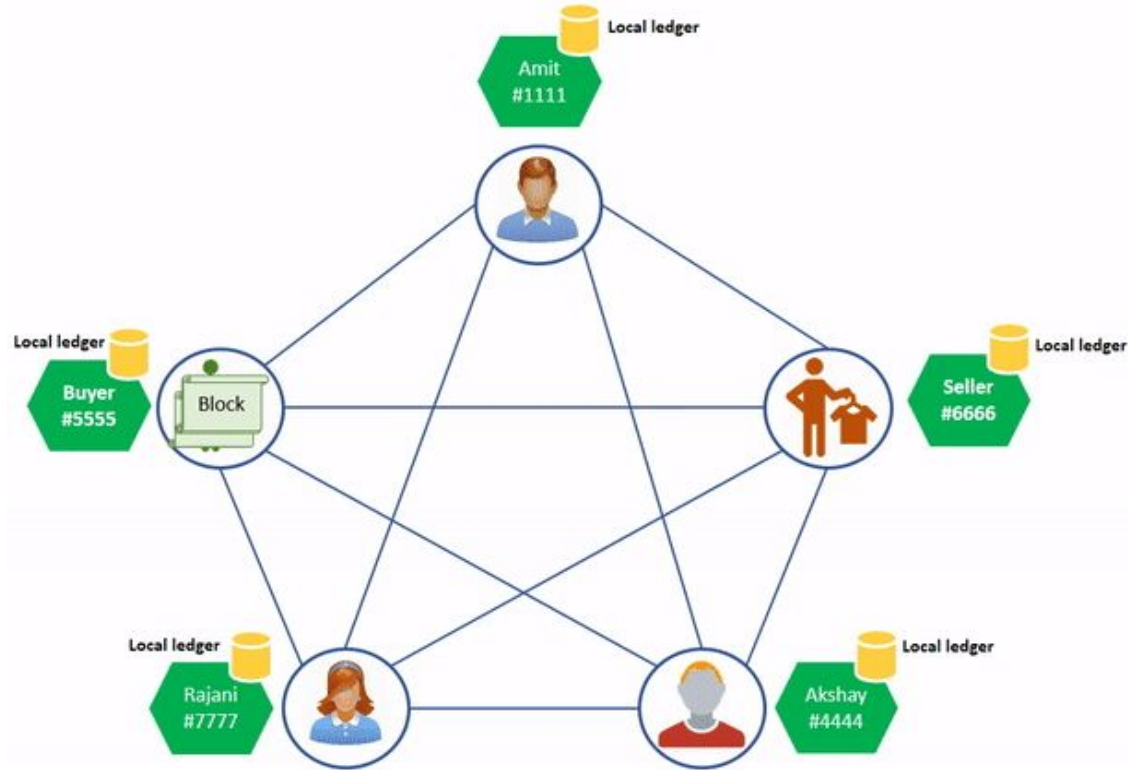 Local ledger
Amit
#1111
Local ledger
Buyer
#5555
Block
Local ledger
Seller
#6666
Local ledger
Rajani
#7777
Local ledger
Akshay
#4444